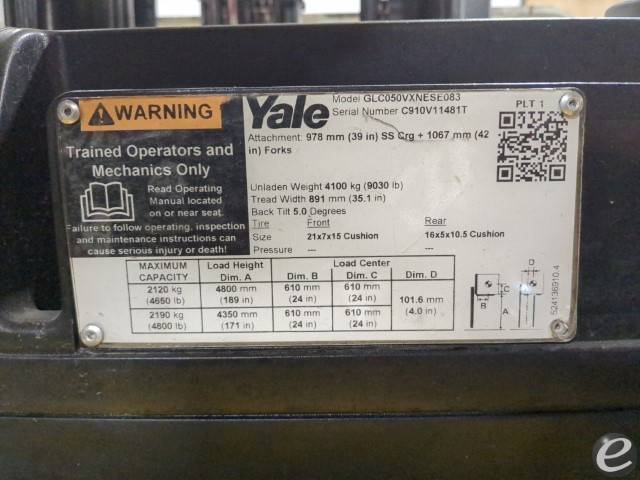 WARNING
Trained Operators and
Mechanics Only
Read Operating
Manual located
on or near seat.
Failure to follow operating, inspection
and maintenance instructions can
cause serious injury or death!
Yale
Model GLC050VXNESE083
Serial Number C910V11481T
PLT 1
Attachment: 978 mm (39 in) SS Crg + 1067 mm (42
in) Forks
Unladen Weight 4100 kg (9030 lb)
Tread Width 891 mm (35.1 in)
Back Tilt 5.0 Degrees
Tire Front Rear
Size 21x7x15 Cushion 16x5x10.5 Cushion
Pressure --- ---
MAXIMUM CAPACITY Load Height Dim. A Load Center Dim. B Dim. C Dim. D
2120 kg (4650 lb) 4800 mm (189 in) 610 mm (24 in) 610 mm (24 in) 101.6 mm (4.0 in)
2190 kg (4800 lb) 4350 mm (171 in) 610 mm (24 in) 610 mm (24 in)
D
C
B
A
524136910.4
e